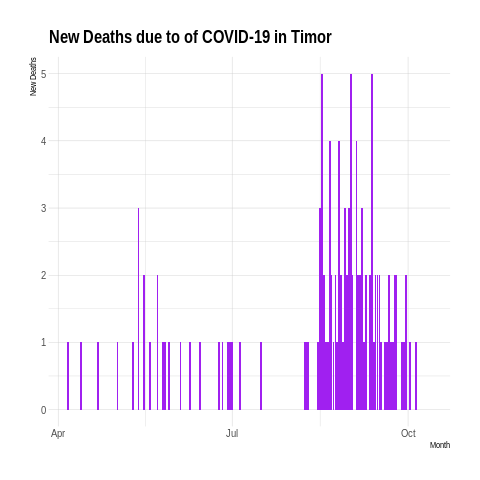 New Deaths due to of COVID-19 in Timor
New Deaths
5
4
3
2
1
0
Apr
Jul
Oct
Month